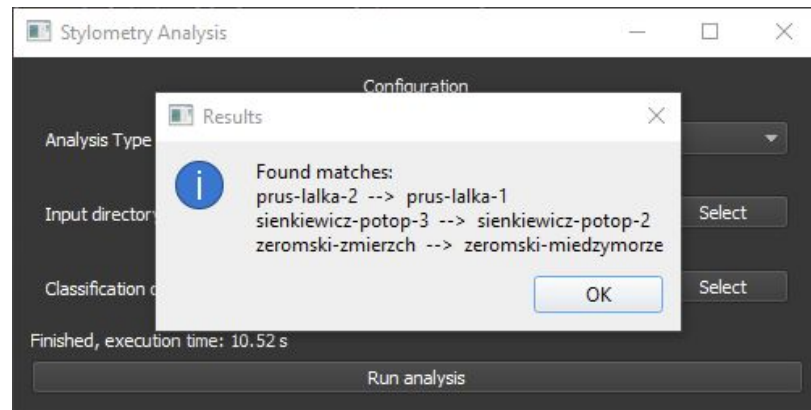 Stylometry Analysis
Configuration
Results
Analysis Type
Found matches:
prus-lalka-2 --> prus-lalka-1
sienkiewicz-potop-3 --> sienkiewicz-potop-2
zeromski-zmierzch --> zeromski-miedzymorze
Input directory
Select
OK
Classification
Select
Finished, execution time: 10.52 s
Run analysis